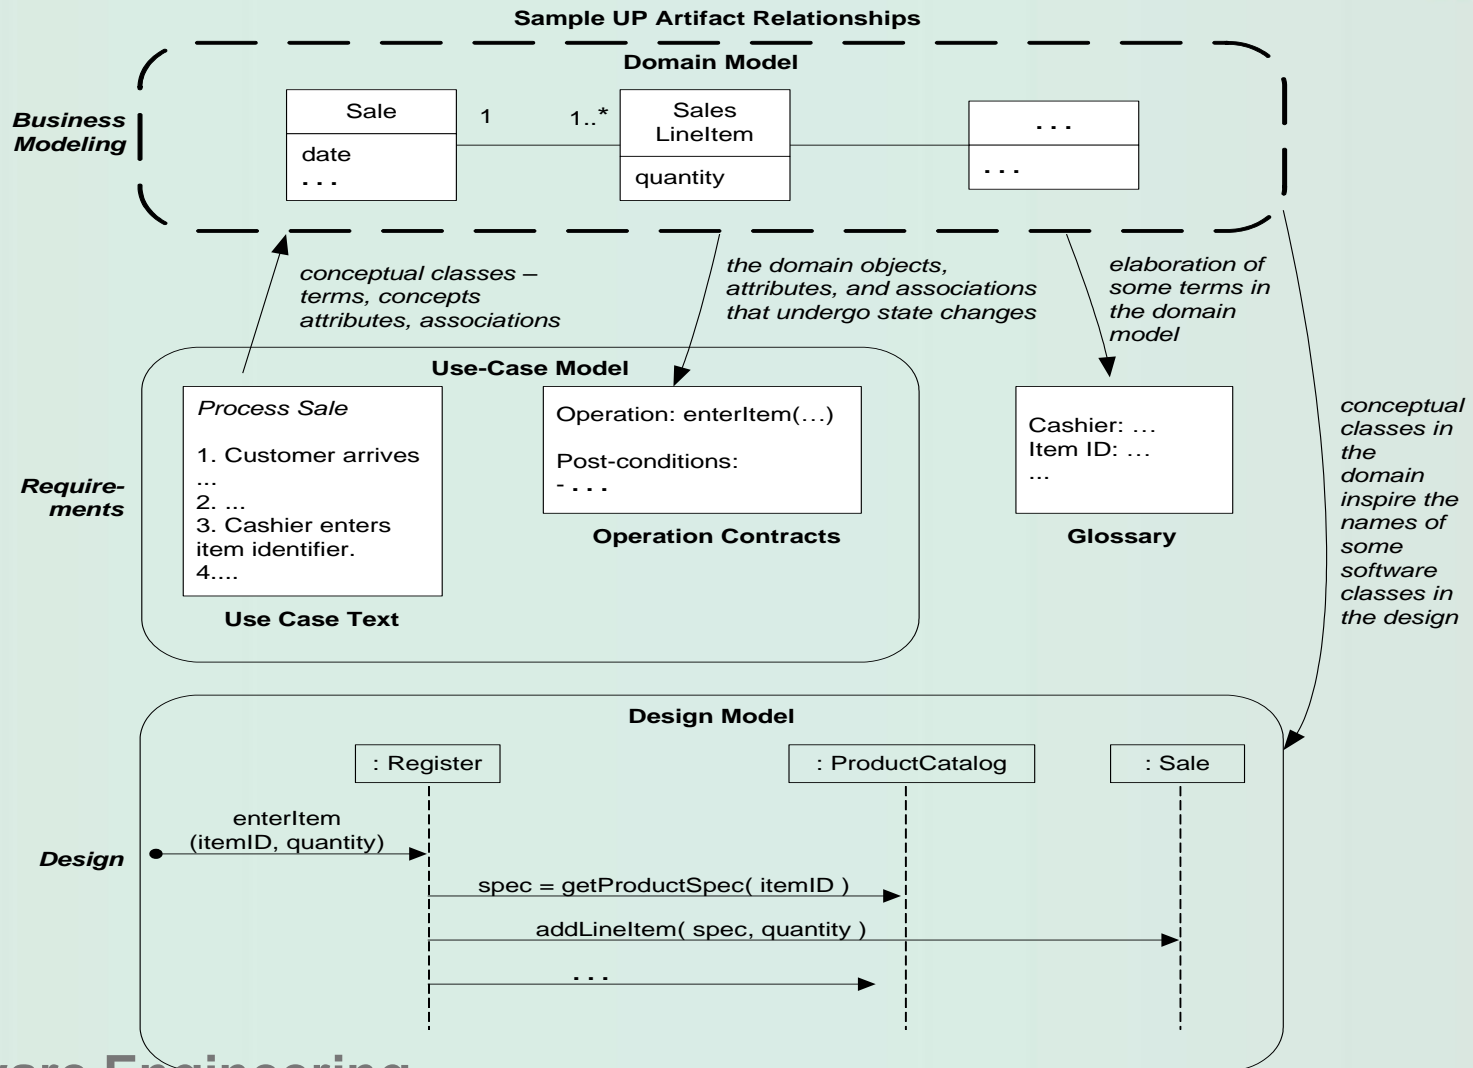 Sample UP Artifact Relationships
Domain Model
Business
Modeling
Sale
date
. . .
1
1..*
Sales
LineItem
quantity
. . .
. . .
conceptual classes –
terms, concepts
attributes, associations
the domain objects,
attributes, and associations
that undergo state changes
elaboration of
some terms in
the domain
model
conceptual
classes in
the
domain
inspire the
names of
some
software
classes in
the design
Require-
ments
Use-Case Model
Process Sale
1. Customer arrives
...
2. ...
3. Cashier enters
item identifier.
4....
Use Case Text
Operation: enterItem(…)
Post-conditions:
- . . .
Operation Contracts
Cashier: …
Item ID: …
...
Glossary
Design Model
Design
: Register
: ProductCatalog
: Sale
enterItem
(itemID, quantity)
spec = getProductSpec( itemID )
addLineItem( spec, quantity )
. . .
ware Engineering